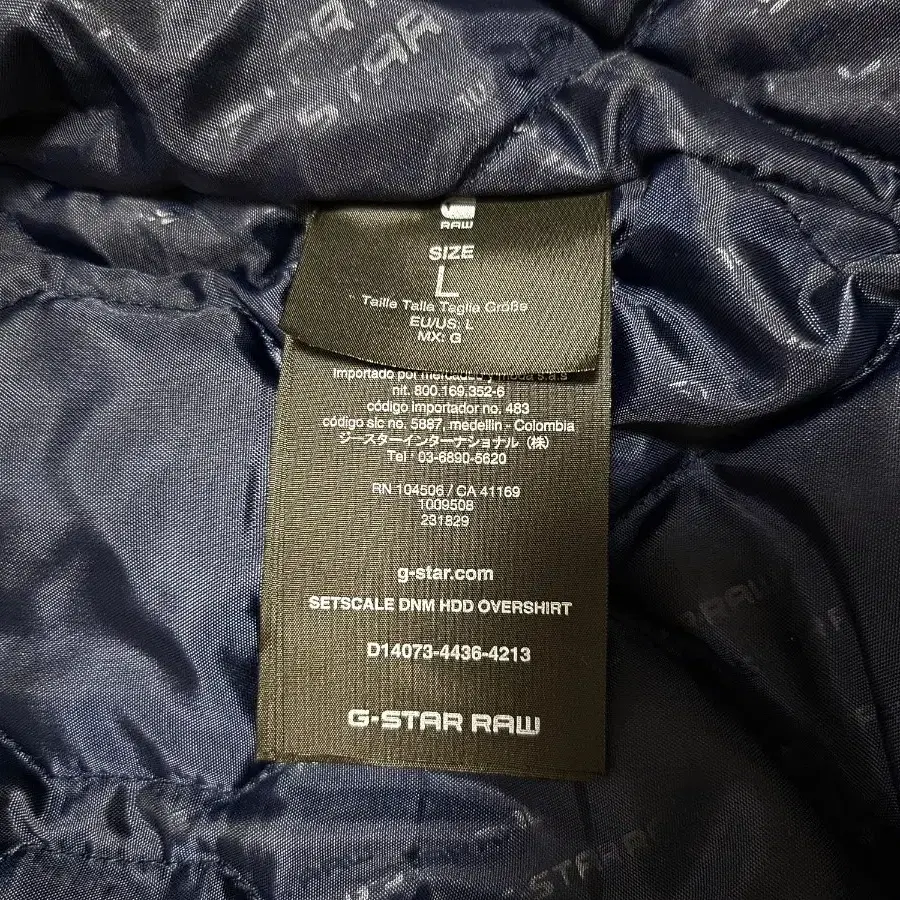 STAR
RAW
SIZE
L
Taille Talla Taglia Größe
EU/US: L
MX: G
importado por
nit. 800.169.352-6
código importador no. 483
código sic no. 5887, medellin - Colombia
ジースターインターナショナル（株）
Tel : 03-6890-5620
RN 104506 / CA 41169
1009508
231829
g-star.com
SETSCALE DNM HDD OVERSHIRT
D14073-4436-4213
G-STAR RAW